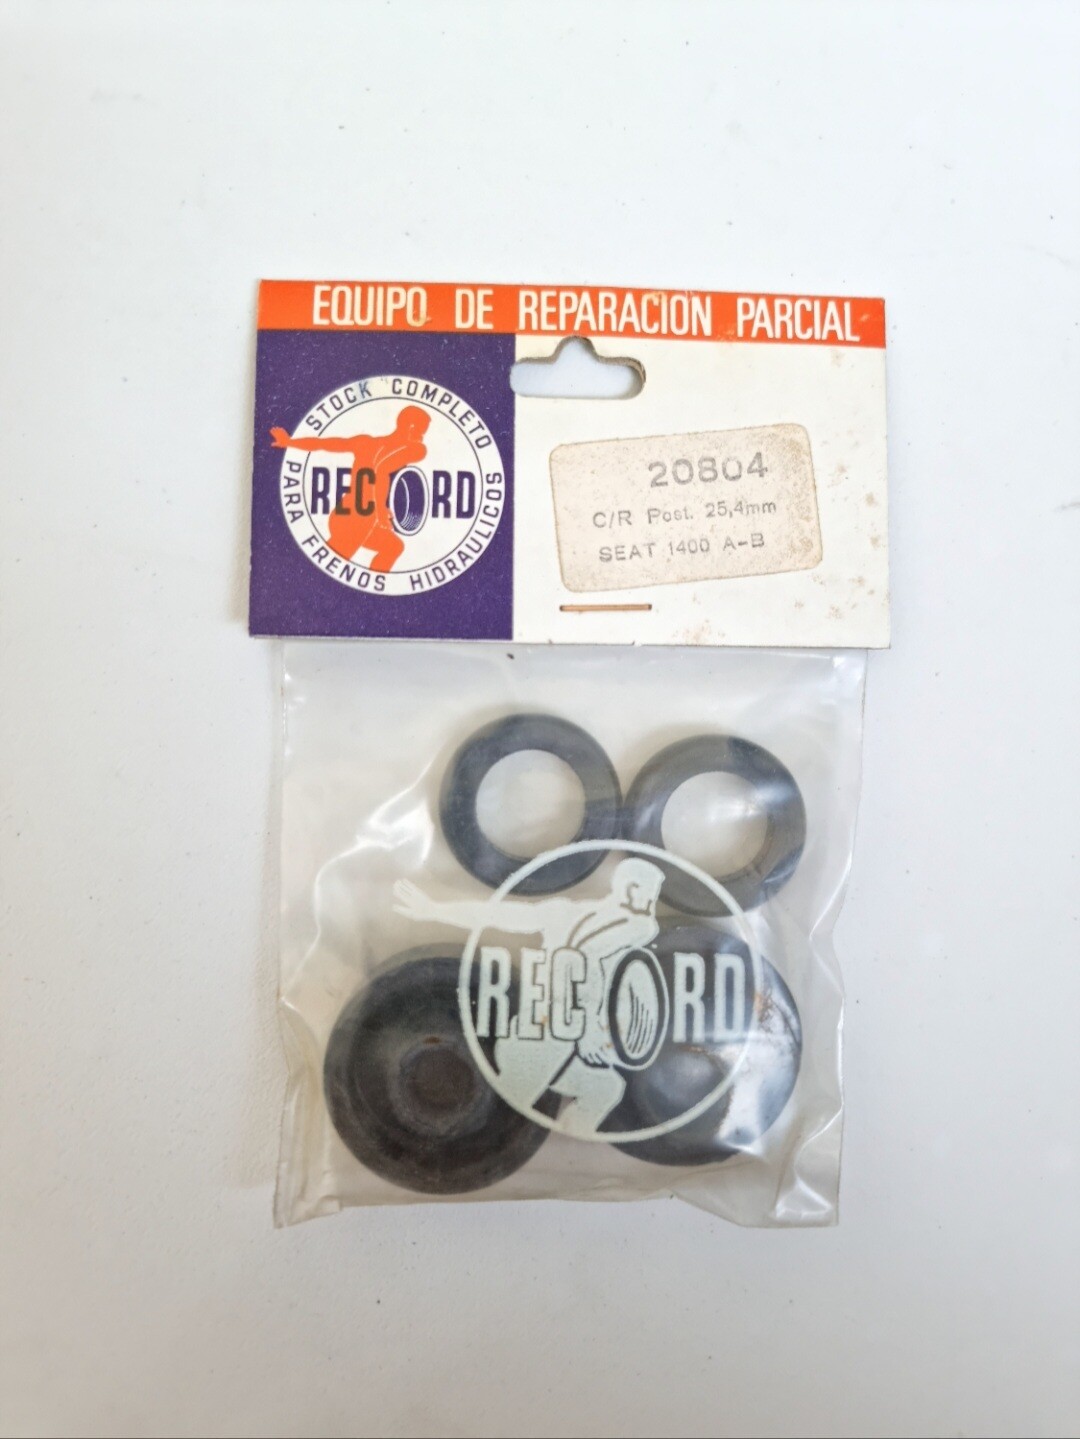 EQUIPO DE REPARACION PARCIAL
STOCK COMPLETO
RECORD
PARA FRENOS HIDRAULICOS
20804
C/R Post. 25,4mm
SEAT 1400 A-B
RECORD